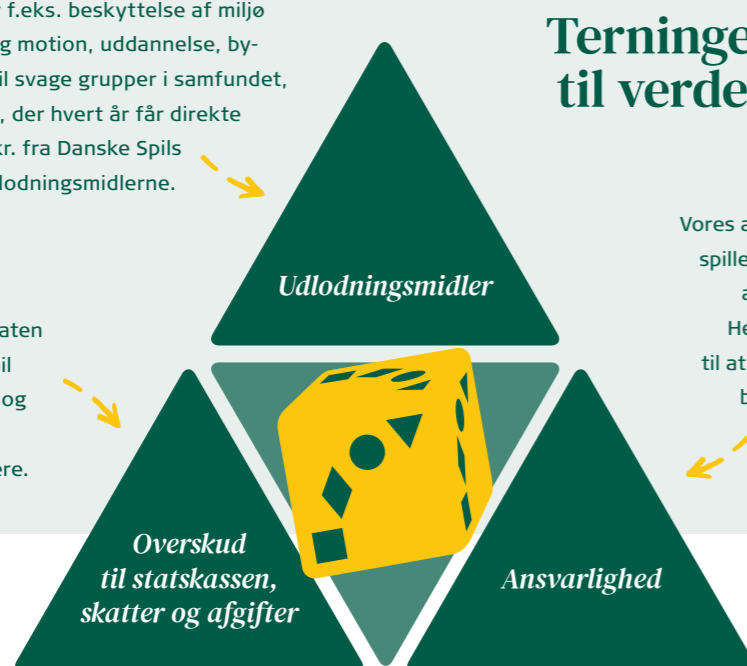 f.eks. beskyttelse af miljø
g motion, uddannelse, by-
il svage grupper i samfundet,
, der hvert år får direkte
kr. fra Danske Spils
lodningsmidlerne.
Terninge
til verde
Vores a
spille
a
He
til at
b
Udlodningsmidler
aten
il
og
ere.
Overskud
til statskassen,
skatter og afgifter
Ansvarlighed